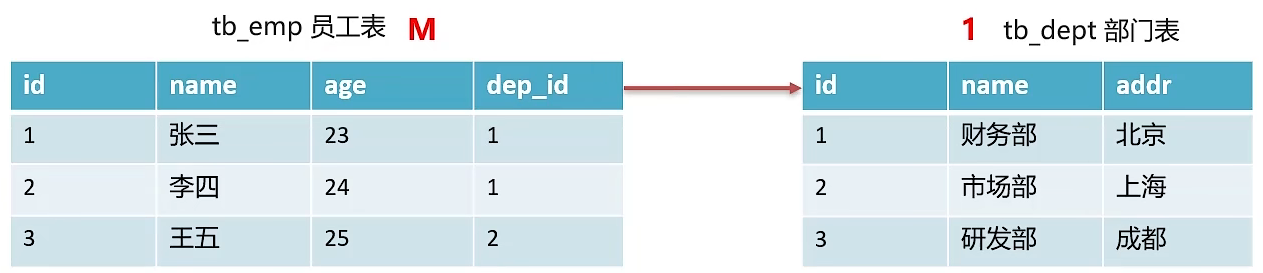 tb_emp 员工表 M
1 tb_dept 部门表
id name age dep_id
1 张三 23 1
2 李四 24 1
3 王五 25 2
id name addr
1 财务部 北京
2 市场部 上海
3 研发部 成都